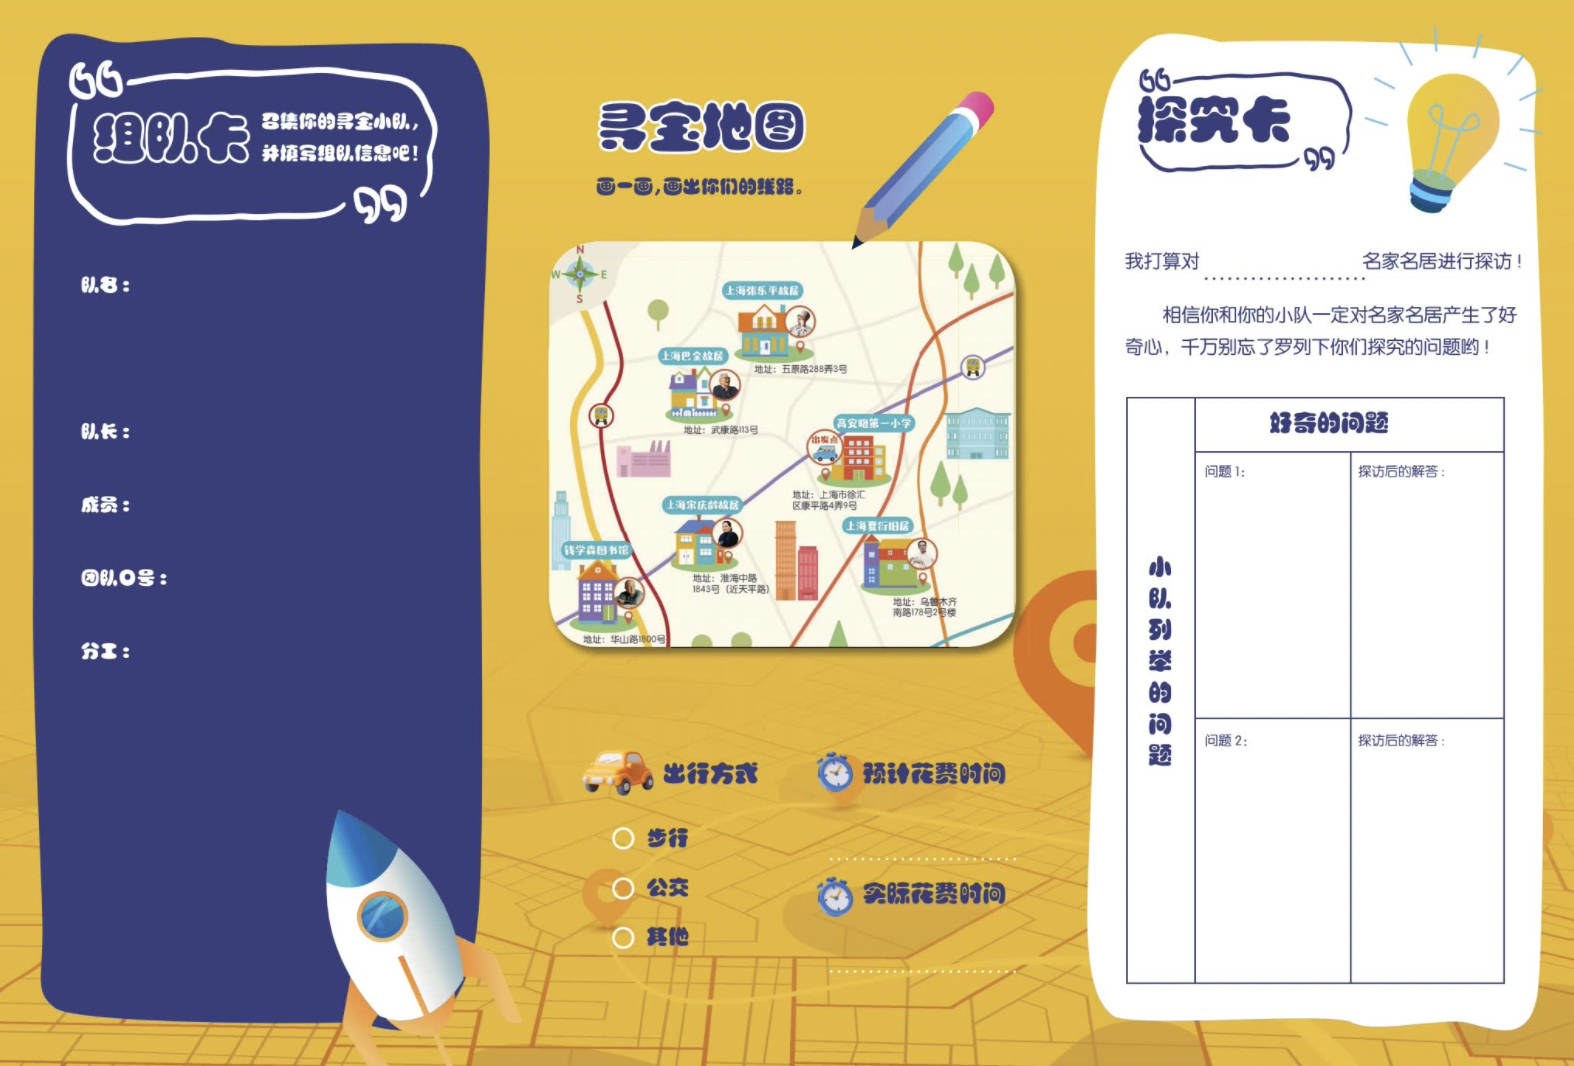 组队卡
召集你的寻宝小队，
并填写组队信息吧！
队名：
队长：
成员：
团队口号：
分工：
寻宝地图
画一画，画出你们的线路。
N
W
E
S
上海张乐平故居
地址：五原路288弄3号
上海巴金故居
地址：武康路113号
高安路第一小学
出发点
地址：上海市徐汇
区康平路4弄9号
上海宋庆龄故居
地址：淮海中路
1843号（近天平路）
上海夏衍旧居
地址：乌鲁木齐
南路178号2号楼
钱学森图书馆
地址：华山路1800号
出行方式
步行
公交
其他
预计花费时间
实际花费时间
探究卡
我打算对
名家名居进行探访！
相信你和你的小队一定对名家名居产生了好
奇心，千万别忘了罗列下你们探究的问题哟！
小队列举的问题
好奇的问题
问题 1：
探访后的解答：
问题 2：
探访后的解答：